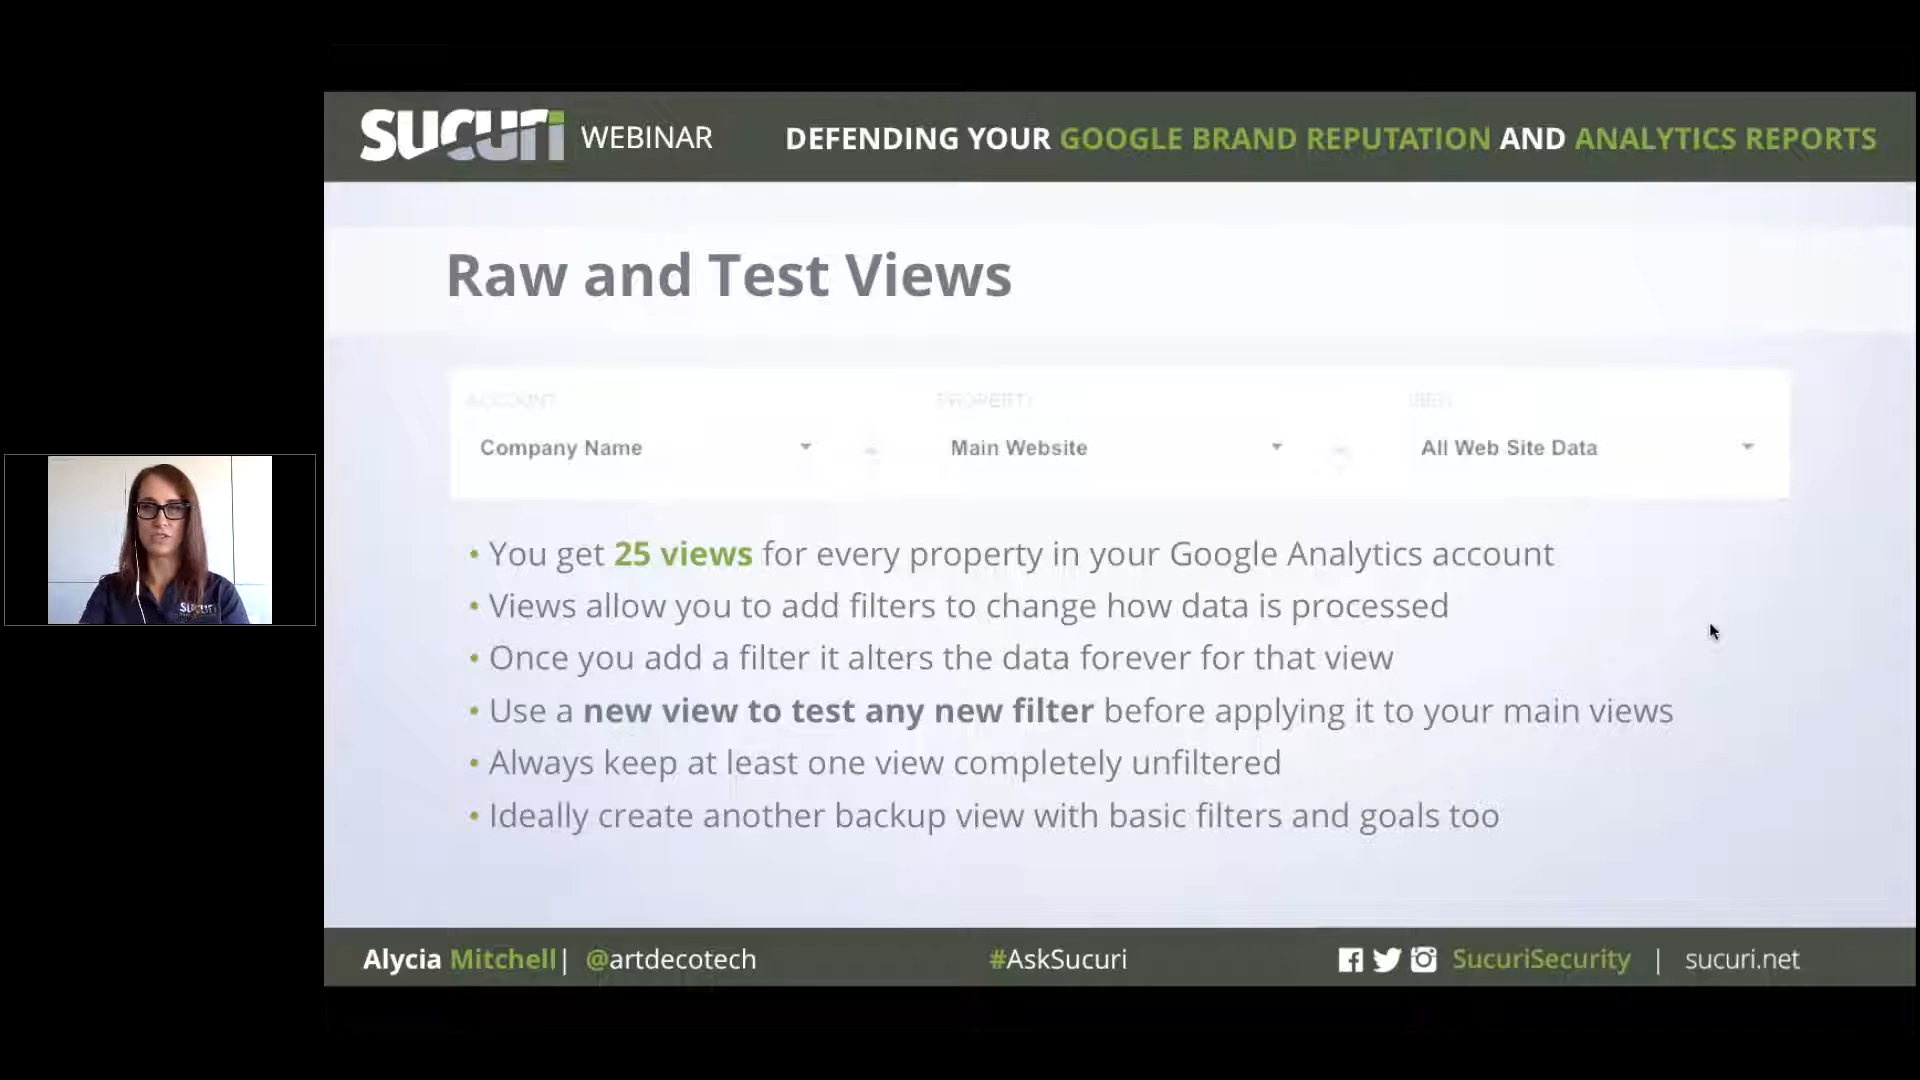 sucuri WEBINAR DEFENDING YOUR GOOGLE BRAND REPUTATION AND ANALYTICS REPORTS
Raw and Test Views
ACCOUNT PROPERTY VIEW
Company Name Main Website All Web Site Data
• You get 25 views for every property in your Google Analytics account
• Views allow you to add filters to change how data is processed
• Once you add a filter it alters the data forever for that view
• Use a new view to test any new filter before applying it to your main views
• Always keep at least one view completely unfiltered
• Ideally create another backup view with basic filters and goals too
sucuri
Alycia Mitchell| @artdecotech #AskSucuri SucuriSecurity | sucuri.net